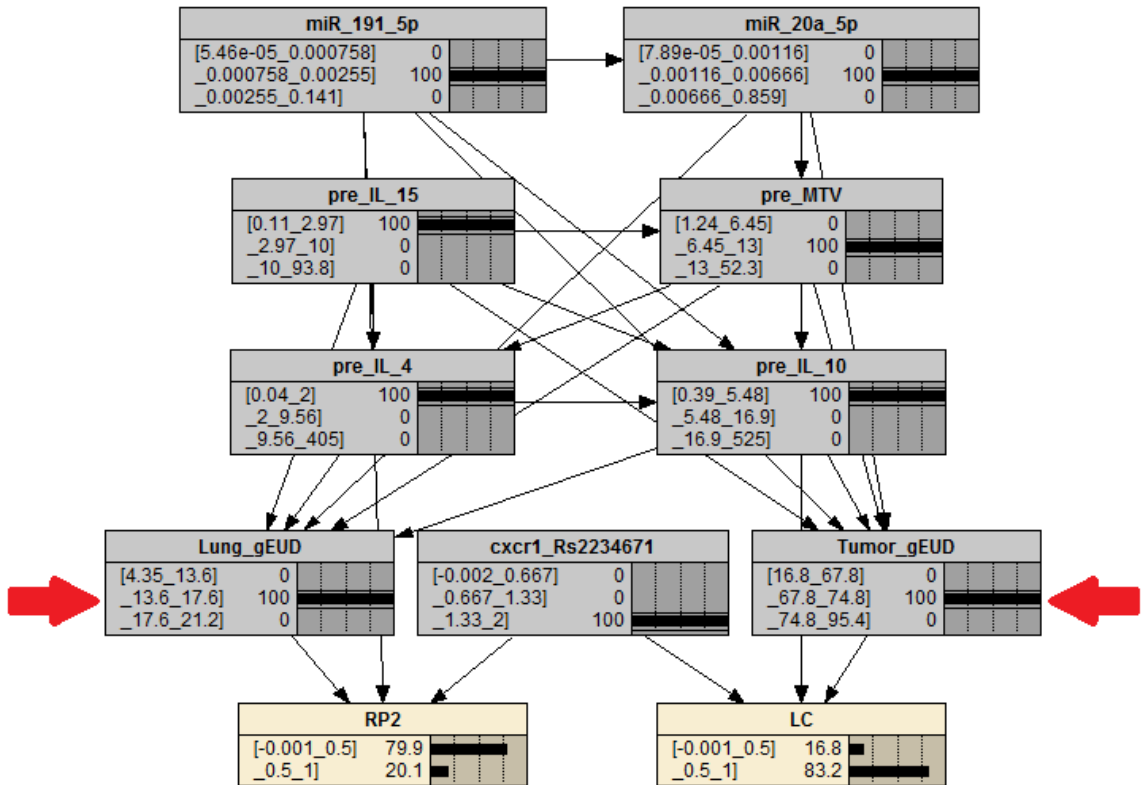 miR_191_5p
[5.46e-05_0.000758] 0
_0.000758_0.00255] 100
_0.00255_0.141] 0
miR_20a_5p
[7.89e-05_0.00116] 0
_0.00116_0.00666] 100
_0.00666_0.859] 0
pre_IL_15
[0.11_2.97] 100
_2.97_10] 0
_10_93.8] 0
pre_MTV
[1.24_6.45] 0
_6.45_13] 100
_13_52.3] 0
pre_IL_4
[0.04_2] 100
_2_9.56] 0
_9.56_405] 0
pre_IL_10
[0.39_5.48] 100
_5.48_16.9] 0
_16.9_525] 0
Lung_gEUD
[4.35_13.6] 0
_13.6_17.6] 100
_17.6_21.2] 0
cxcr1_Rs2234671
[-0.002_0.667] 0
_0.667_1.33] 0
_1.33_2] 100
Tumor_gEUD
[16.8_67.8] 0
_67.8_74.8] 100
_74.8_95.4] 0
RP2
[-0.001_0.5] 79.9
_0.5_1] 20.1
LC
[-0.001_0.5] 16.8
_0.5_1] 83.2